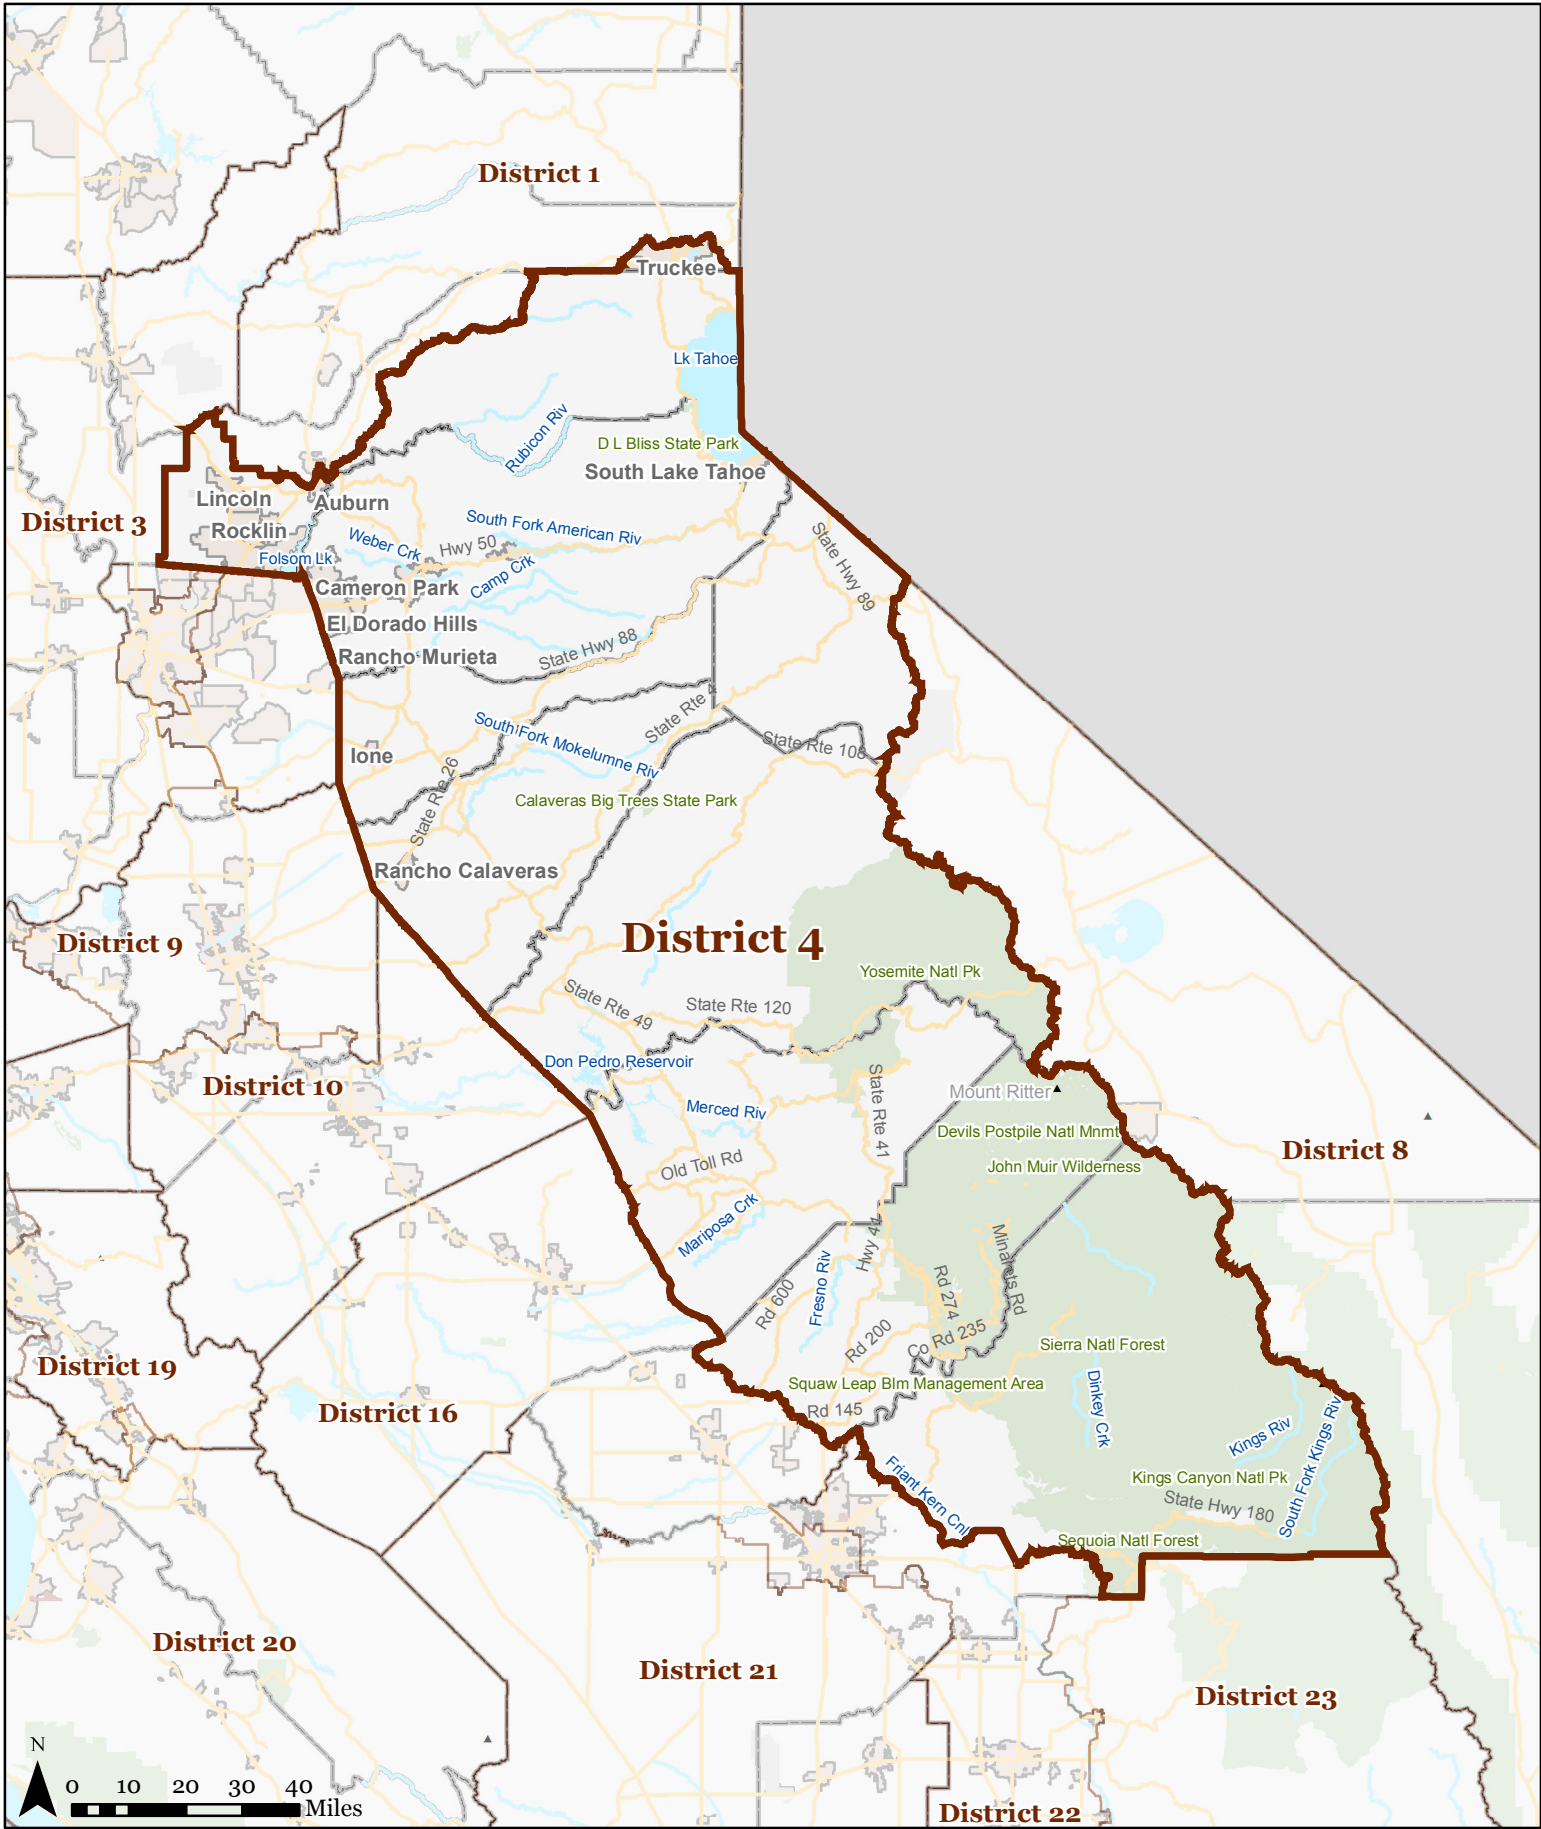 District 1
Truckee
Lk Tahoe
Rubicon Riv
D L Bliss State Park
South Lake Tahoe
Lincoln
Auburn
District 3
Rocklin
South Fork American Riv
State Hwy 89
Weber Crk
Hwy 50
Folsom Lk
Camp Crk
Cameron Park
El Dorado Hills
State Hwy 88
Rancho Murieta
State Rte 4
South Fork Mokelumne Riv
State Rte 108
Ione
State Rte 26
Calaveras Big Trees State Park
Rancho Calaveras
District 4
District 9
Yosemite Natl Pk
State Rte 49
State Rte 120
Don Pedro Reservoir
District 10
Mount Ritter
State Rte 41
Merced Riv
Devils Postpile Natl Mnmt
District 8
Old Toll Rd
John Muir Wilderness
Mariposa Crk
Hwy 41
Minarets Rd
Fresno Riv
Rd 600
Rd 274
Rd 200
Co Rd 235
Sierra Natl Forest
District 19
Squaw Leap Blm Management Area
Dinkey Crk
District 16
Rd 145
Kings Riv
South Fork Kings Riv
Kings Canyon Natl Pk
Friant Kern Cnl
State Hwy 180
Sequoia Natl Forest
District 20
District 21
District 23
N
0 10 20 30 40
Miles
District 22